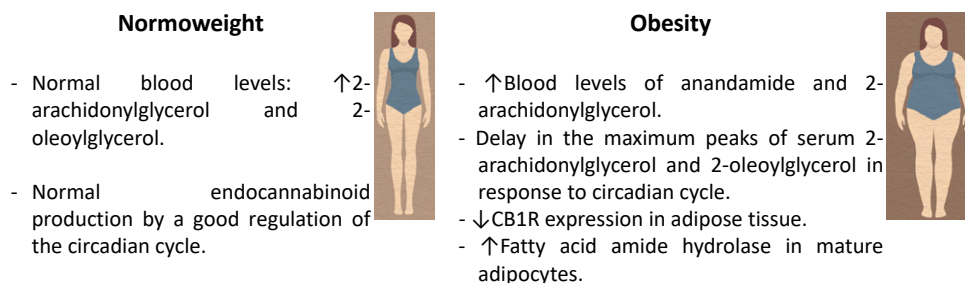 Normoweight
- Normal blood levels: ↑2-
arachidonylglycerol and 2-
oleoylglycerol.
- Normal endocannabinoid
production by a good regulation of
the circadian cycle.
Obesity
- ↑Blood levels of anandamide and 2-
arachidonylglycerol.
- Delay in the maximum peaks of serum 2-
arachidonylglycerol and 2-oleoylglycerol in
response to circadian cycle.
- ↓CB1R expression in adipose tissue.
- ↑Fatty acid amide hydrolase in mature
adipocytes.